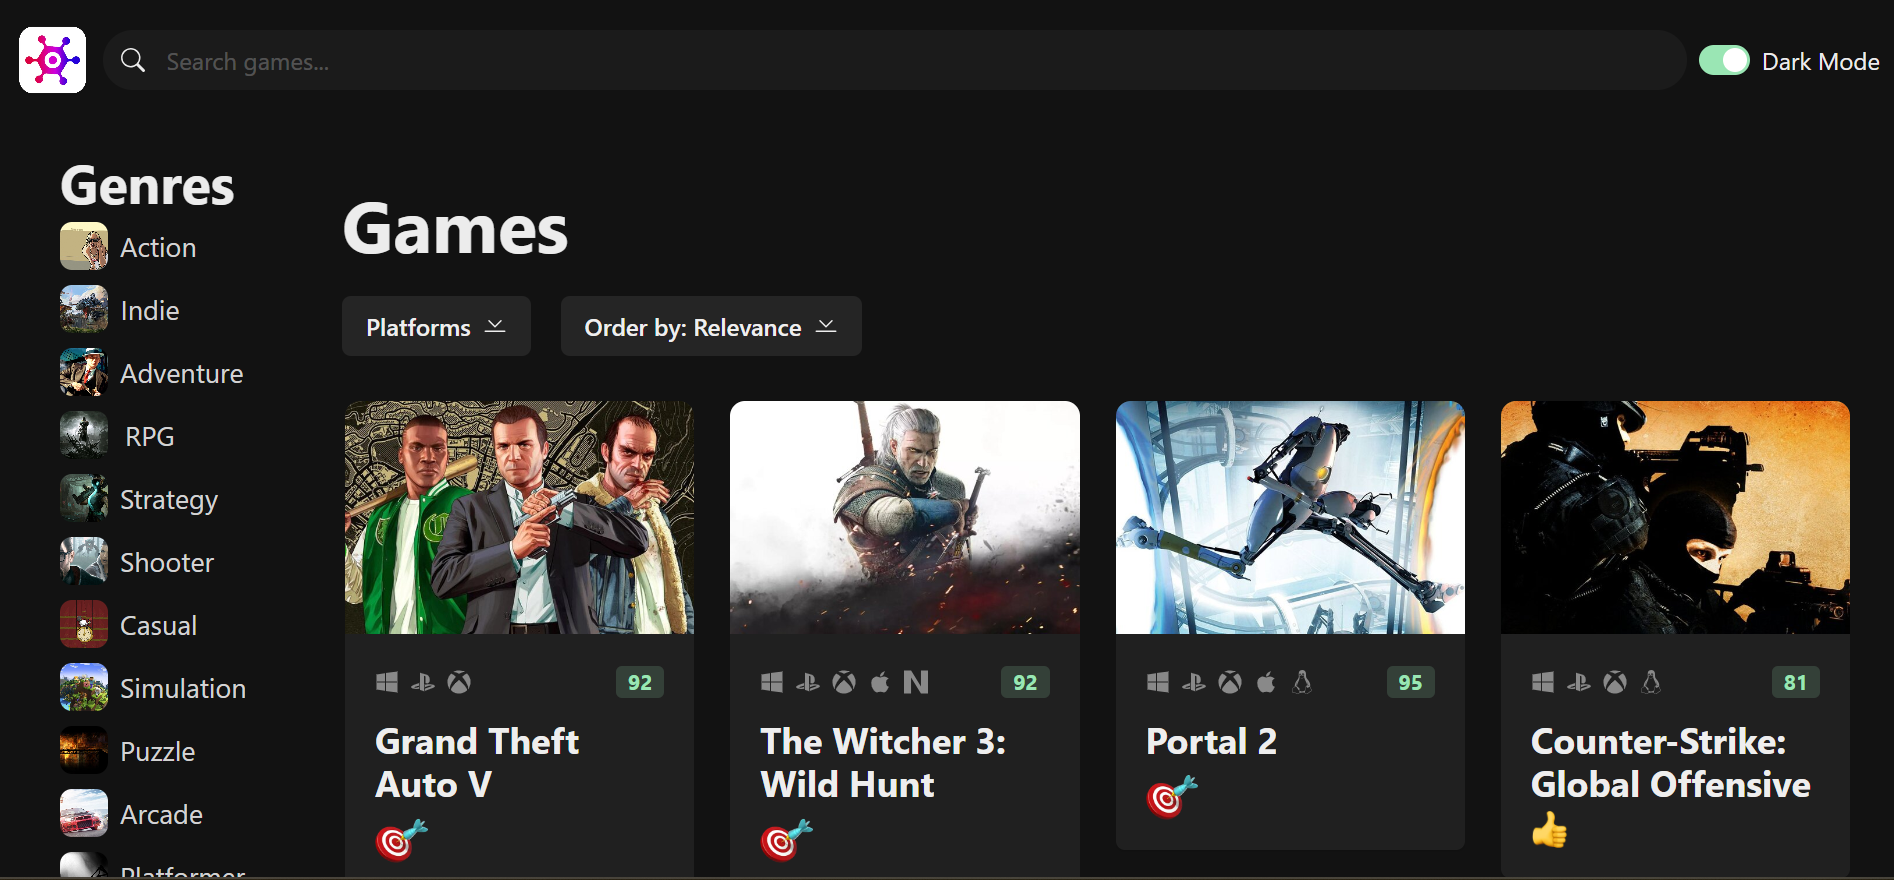 Search games...
Dark Mode
Genres
Action
Indie
Adventure
RPG
Strategy
Shooter
Casual
Simulation
Puzzle
Arcade
Platformer
Games
Platforms
Order by: Relevance
92
Grand Theft
Auto V
92
The Witcher 3:
Wild Hunt
95
Portal 2
81
Counter-Strike:
Global Offensive